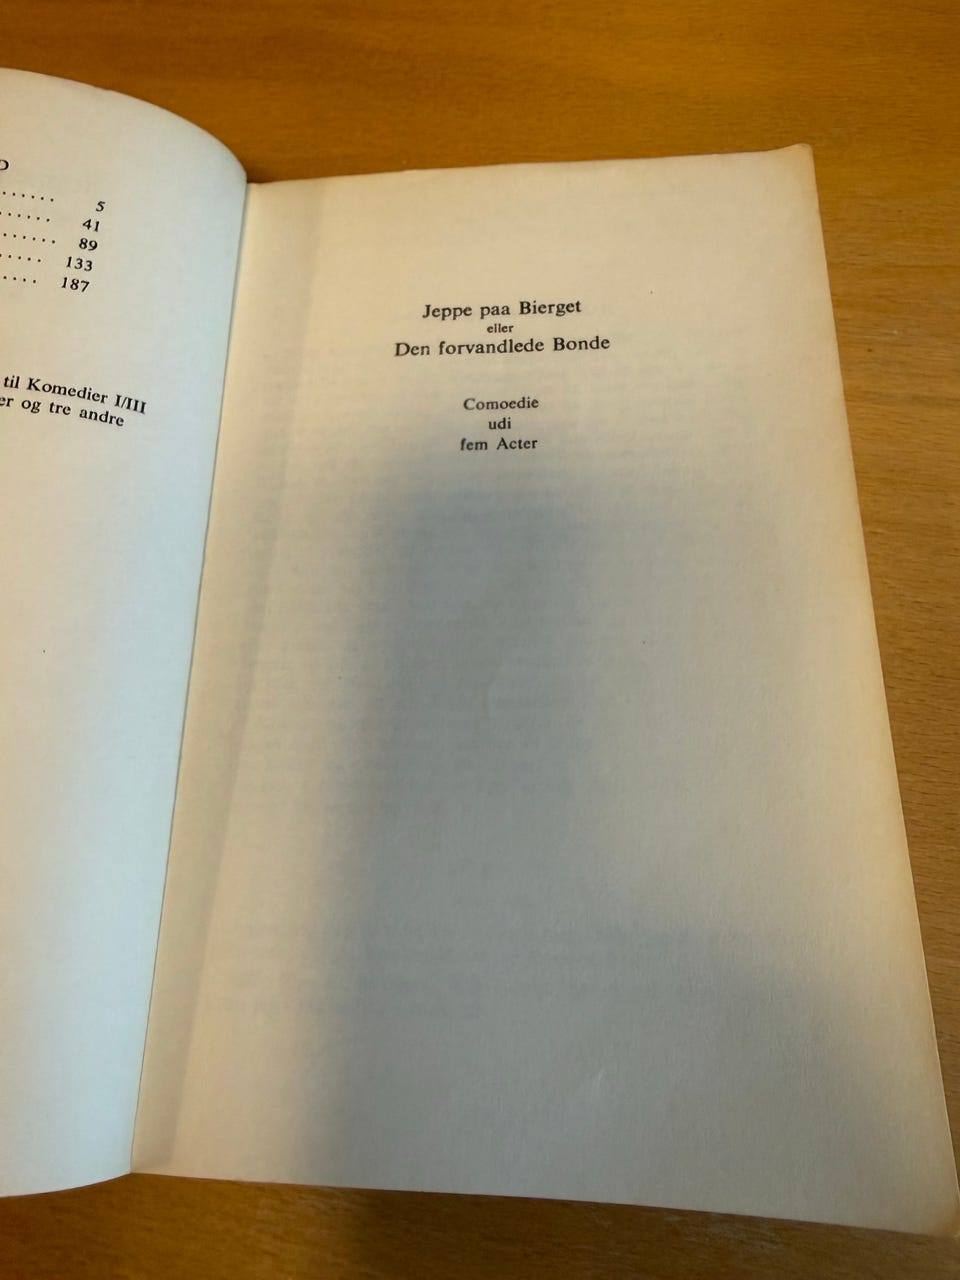 5
41
89
133
187
til Komedier I/III
og tre andre
Jeppe paa Bierget
eller
Den forvandlede Bonde
Comoedie
udi
fem Acter